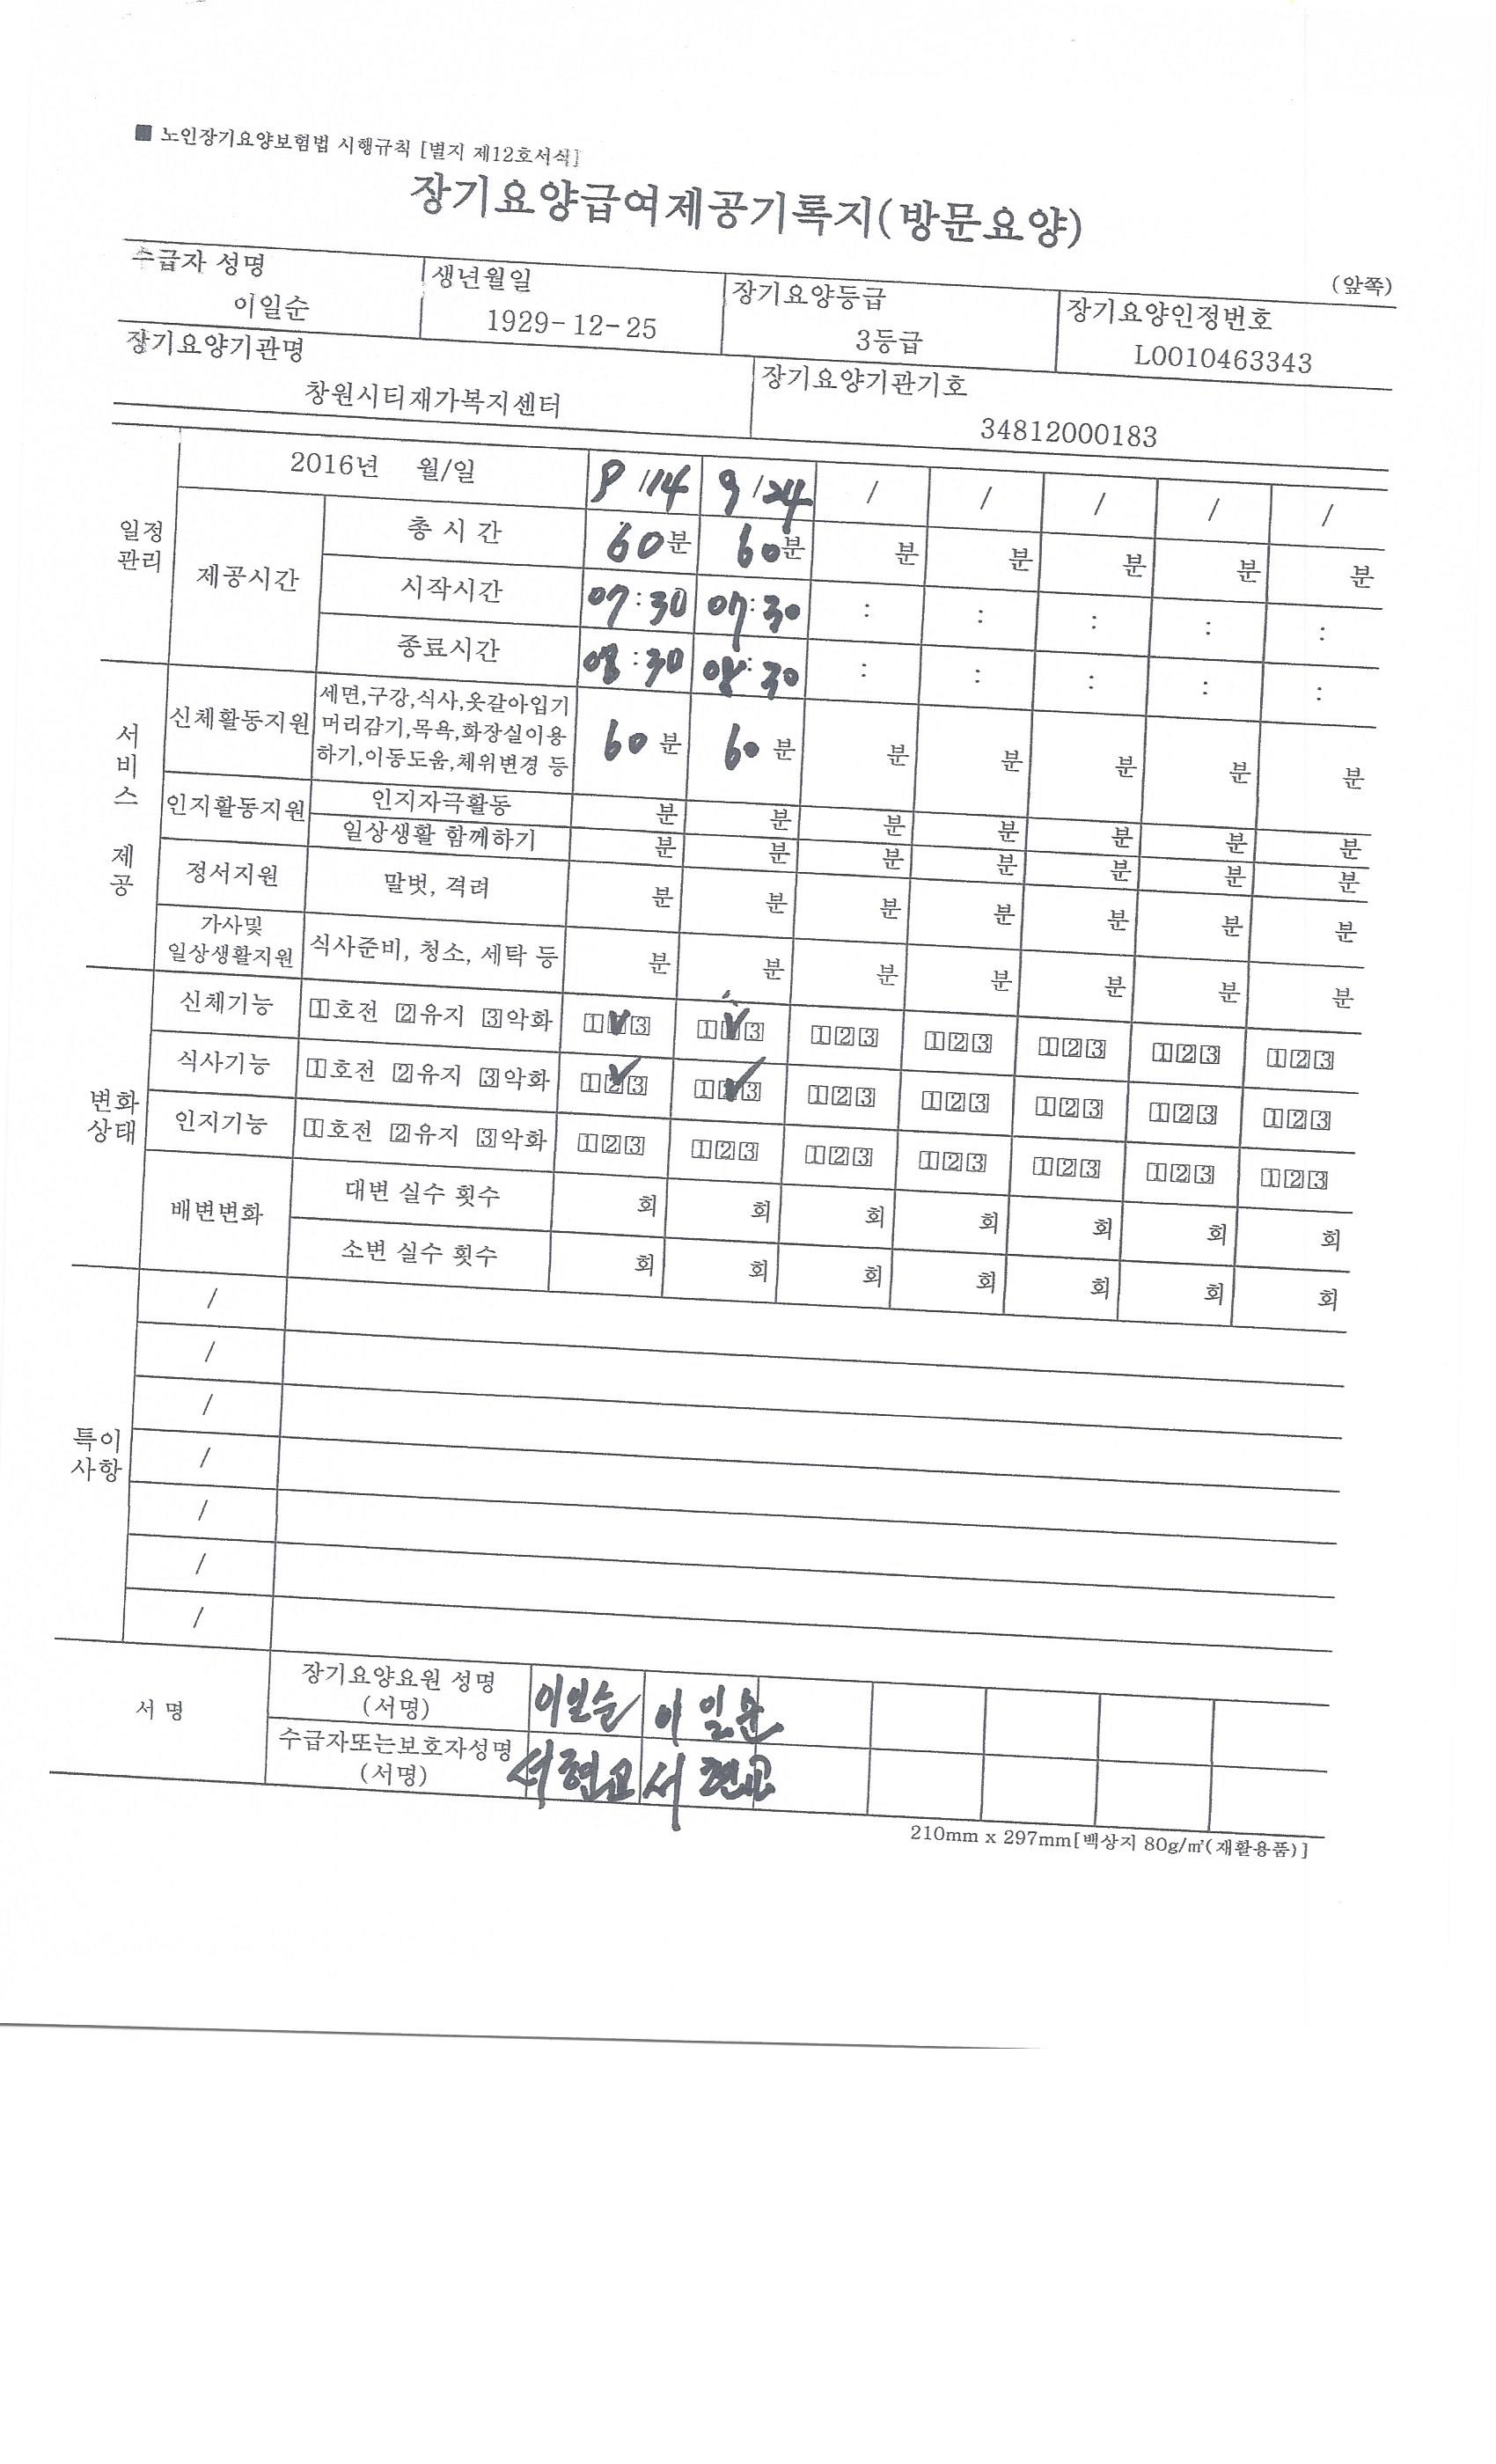 ■ 노인장기요양보험법 시행규칙 [별지 제12호서식]
장기요양급여제공기록지(방문요양)
(앞쪽)
수급자 성명 생년월일 장기요양등급 장기요양인정번호
이일순 1929-12-25 3등급 L0010463343
장기요양기관명 장기요양기관기호
창원시티재가복지센터 34812000183
일정 관리
2016년 월/일 /14 9/24 / / / / /
제공시간
총 시 간 60분 60분 분 분 분 분 분
시작시간 07:30 07:30 : : : : :
종료시간 08:30 08:30 : : : : :
서비스 제공
신체활동지원
세면,구강,식사,옷갈아입기
머리감기,목욕,화장실이용
하기,이동도움,체위변경 등
60분 60분 분 분 분 분 분
인지활동지원
인지자극활동 분 분 분 분 분 분 분
일상생활 함께하기 분 분 분 분 분 분 분
정서지원 말벗, 격려 분 분 분 분 분 분 분
가사및
일상생활지원
식사준비, 청소, 세탁 등 분 분 분 분 분 분 분
변화 상태
신체기능 1호전 2유지 3악화 1✓3 1✓3 123 123 123 123 123
식사기능 1호전 2유지 3악화 12✓3 12✓3 123 123 123 123 123
인지기능 1호전 2유지 3악화 123 123 123 123 123 123 123
배변변화
대변 실수 횟수 회 회 회 회 회 회 회
소변 실수 횟수 회 회 회 회 회 회 회
특이 사항
/
/
/
/
/
/
/
서 명
장기요양요원 성명
(서명)
이일순 이일순
수급자또는보호자성명
(서명)
서현교 서현교
210mm x 297mm[백상지 80g/㎡(재활용품)]